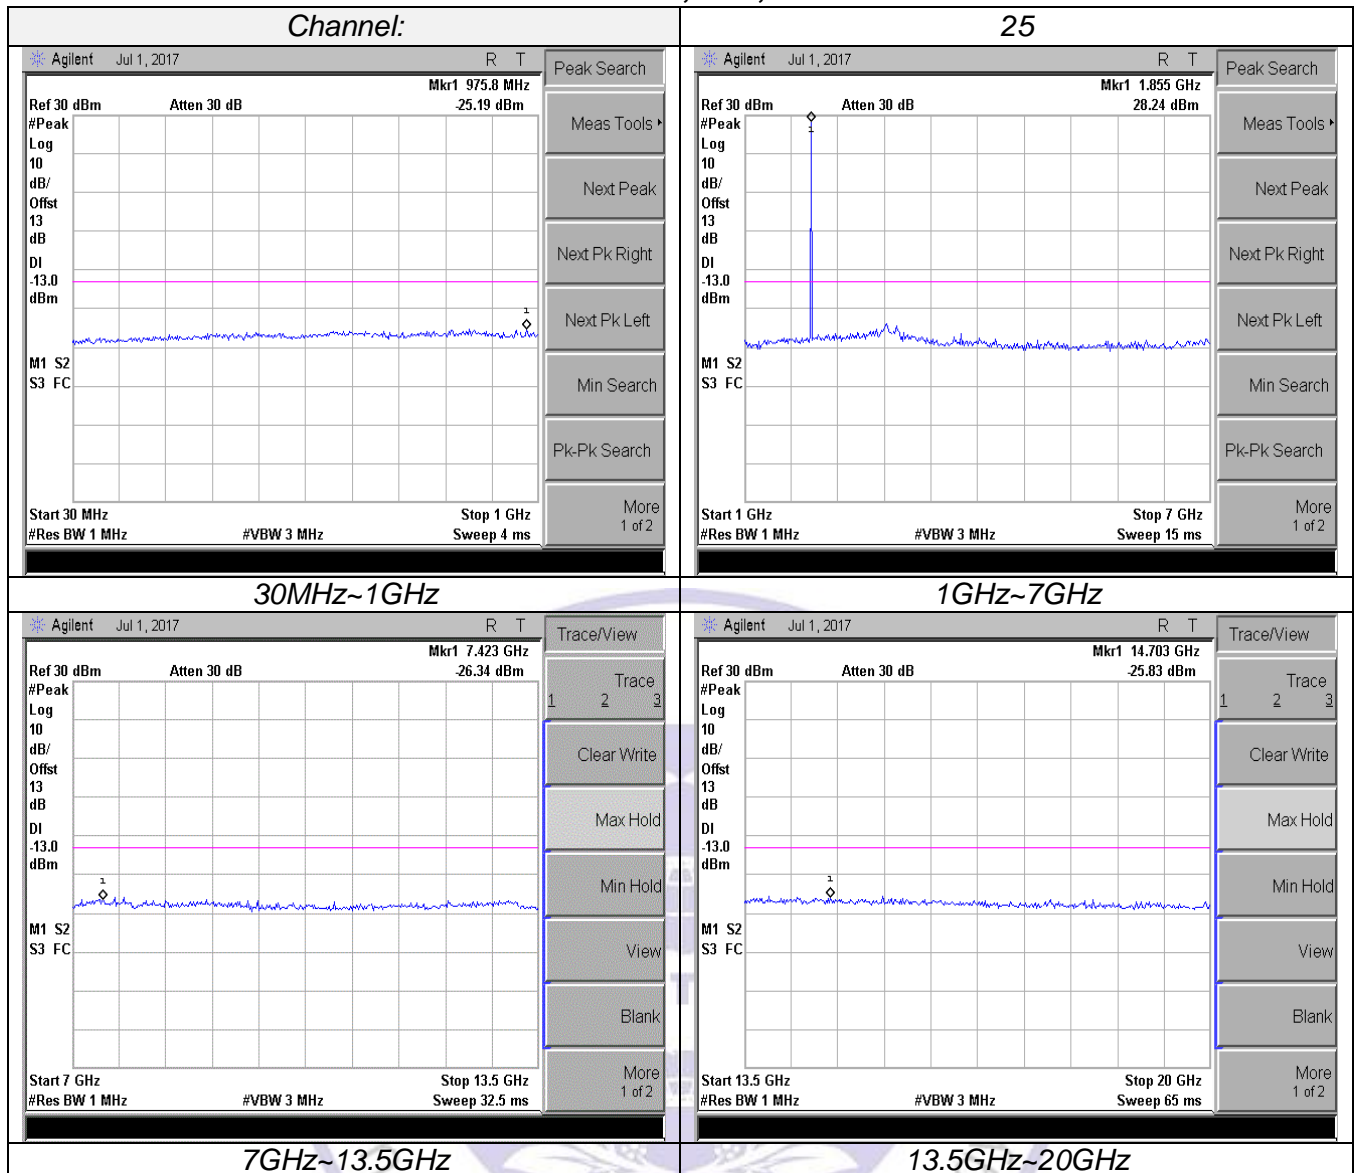 Channel:
25
Agilent Jul 1, 2017 R T
Peak Search
Mkr1 975.8 MHz
Ref 30 dBm Atten 30 dB -25.19 dBm
#Peak
Log
10
dB/
Offst
13
dB
DI
-13.0
dBm
M1 S2
S3 FC
1
Start 30 MHz Stop 1 GHz
#Res BW 1 MHz #VBW 3 MHz Sweep 4 ms
Meas Tools
Next Peak
Next Pk Right
Next Pk Left
Min Search
Pk-Pk Search
More
1 of 2
Agilent Jul 1, 2017 R T
Peak Search
Mkr1 1.855 GHz
Ref 30 dBm Atten 30 dB 28.24 dBm
#Peak
Log
10
dB/
Offst
13
dB
DI
-13.0
dBm
M1 S2
S3 FC
1
Start 1 GHz Stop 7 GHz
#Res BW 1 MHz #VBW 3 MHz Sweep 15 ms
Meas Tools
Next Peak
Next Pk Right
Next Pk Left
Min Search
Pk-Pk Search
More
1 of 2
30MHz~1GHz
1GHz~7GHz
Agilent Jul 1, 2017 R T
Trace/View
Mkr1 7.423 GHz
Ref 30 dBm Atten 30 dB -26.34 dBm
#Peak
Log
10
dB/
Offst
13
dB
DI
-13.0
dBm
M1 S2
S3 FC
1
Start 7 GHz Stop 13.5 GHz
#Res BW 1 MHz #VBW 3 MHz Sweep 32.5 ms
Trace
1 2 3
Clear Write
Max Hold
Min Hold
View
Blank
More
1 of 2
Agilent Jul 1, 2017 R T
Trace/View
Mkr1 14.703 GHz
Ref 30 dBm Atten 30 dB -25.83 dBm
#Peak
Log
10
dB/
Offst
13
dB
DI
-13.0
dBm
M1 S2
S3 FC
1
Start 13.5 GHz Stop 20 GHz
#Res BW 1 MHz #VBW 3 MHz Sweep 65 ms
Trace
1 2 3
Clear Write
Max Hold
Min Hold
View
Blank
More
1 of 2
7GHz~13.5GHz
13.5GHz~20GHz